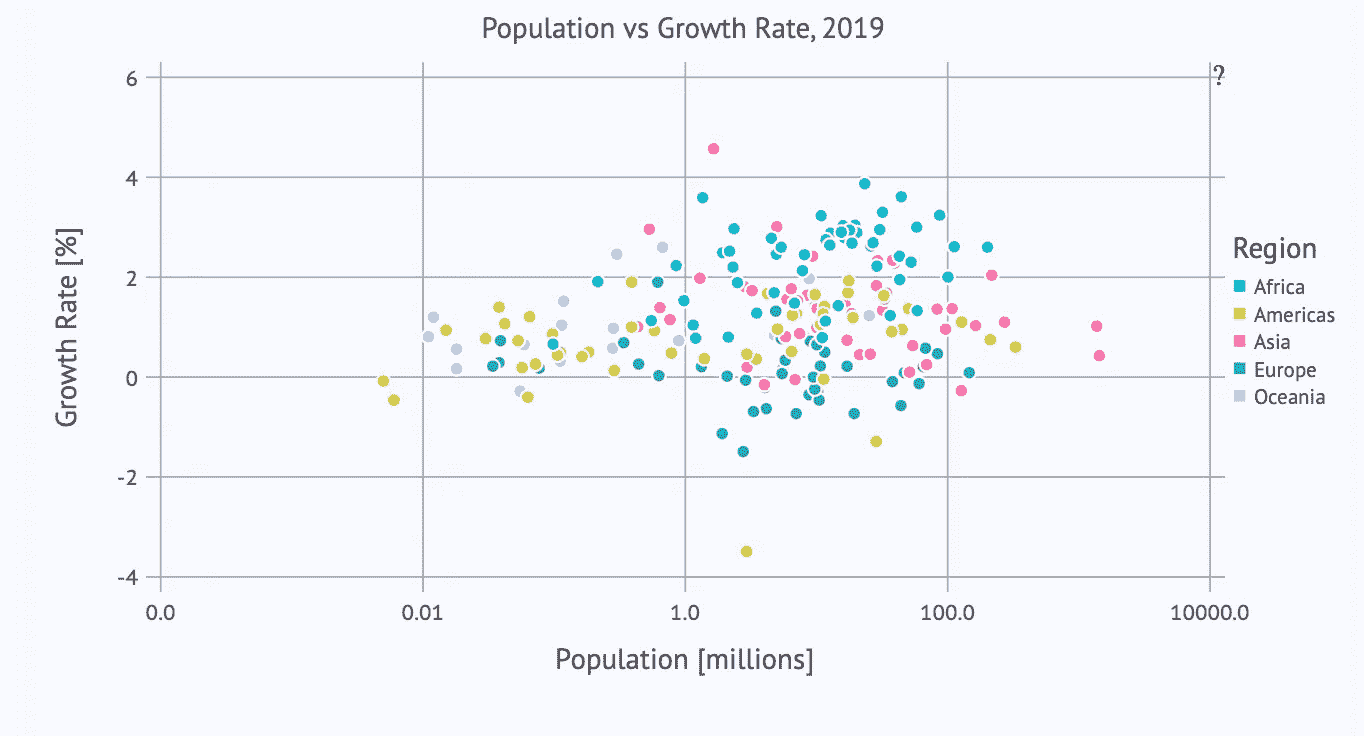 Population vs Growth Rate, 2019
?
6
4
2
0
-2
-4
Growth Rate [%]
0.0
0.01
1.0
100.0
10000.0
Population [millions]
Region
Africa
Americas
Asia
Europe
Oceania